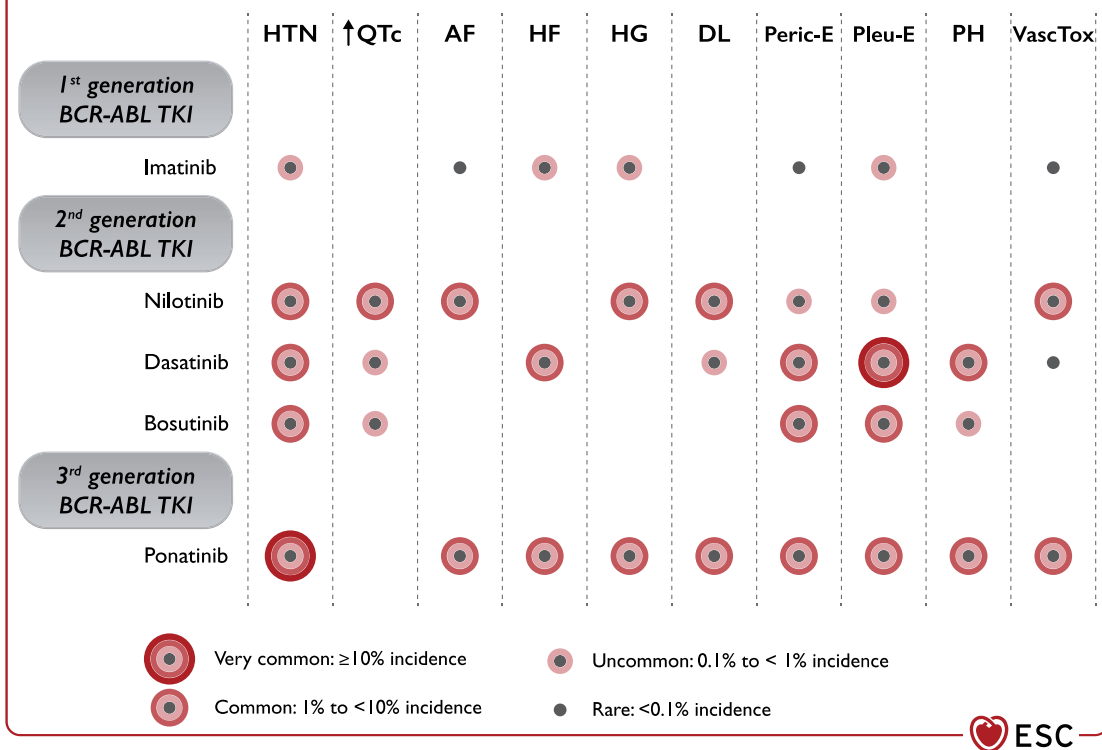 HTN ↑QTc AF HF HG DL Peric-E Pleu-E PH VascTox
1st generation
BCR-ABL TKI
Imatinib
2nd generation
BCR-ABL TKI
Nilotinib
Dasatinib
Bosutinib
3rd generation
BCR-ABL TKI
Ponatinib
Very common: ≥10% incidence
Uncommon: 0.1% to < 1% incidence
Common: 1% to <10% incidence
Rare: <0.1% incidence
ESC